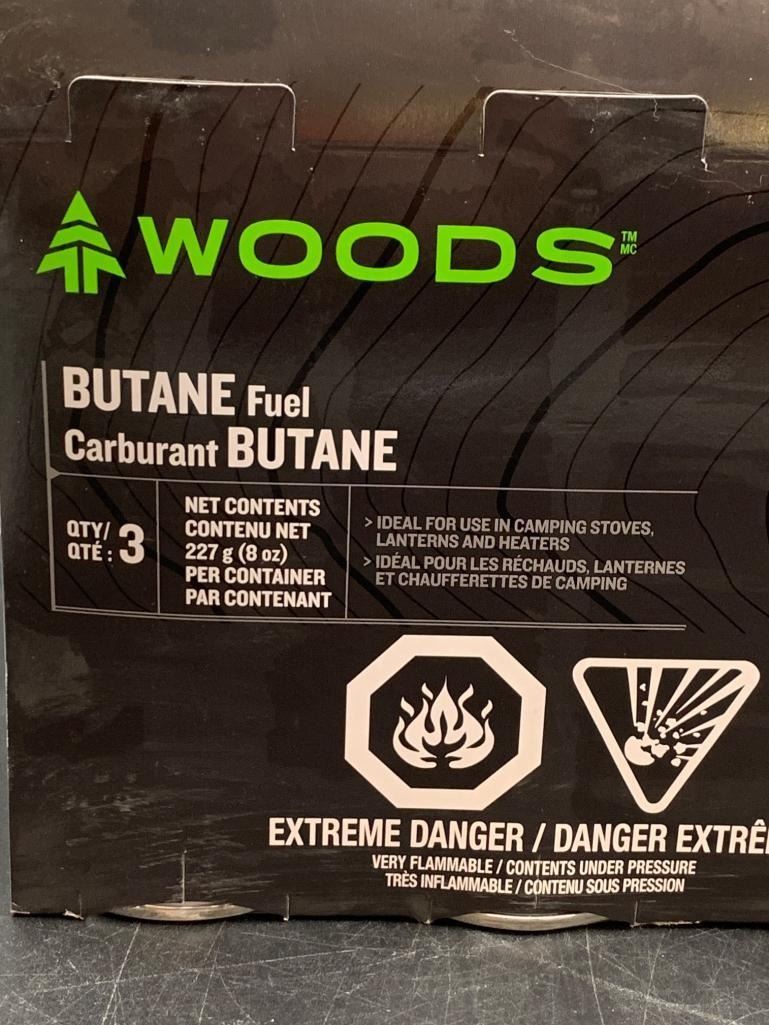 WOODS TM
MC
BUTANE Fuel
Carburant BUTANE
QTY/
QTÉ : 3
NET CONTENTS
CONTENU NET
227 g (8 oz)
PER CONTAINER
PAR CONTENANT
> IDEAL FOR USE IN CAMPING STOVES,
LANTERNS AND HEATERS
> IDÉAL POUR LES RÉCHAUDS, LANTERNES
ET CHAUFFERETTES DE CAMPING
EXTREME DANGER / DANGER EXTRÊ
VERY FLAMMABLE / CONTENTS UNDER PRESSURE
TRÈS INFLAMMABLE / CONTENU SOUS PRESSION